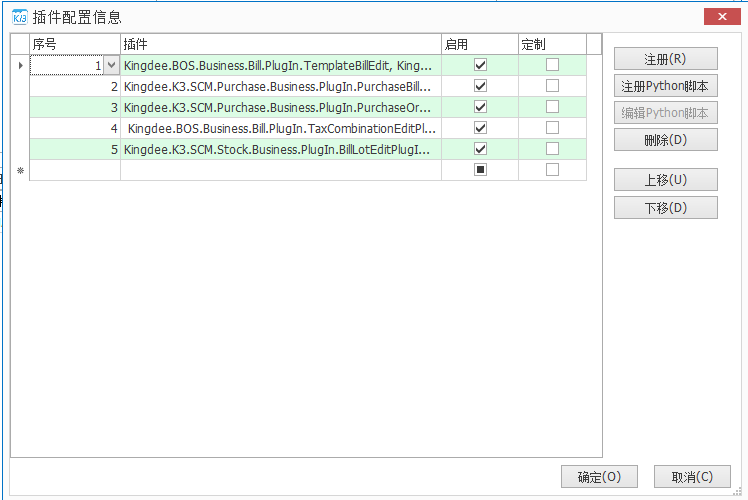 K/3 插件配置信息
序号 插件 启用 定制
1 Kingdee.BOS.Business.Bill.PlugIn.TemplateBillEdit, King...
2 Kingdee.K3.SCM.Purchase.Business.PlugIn.PurchaseBill...
3 Kingdee.K3.SCM.Purchase.Business.PlugIn.PurchaseOr...
4 Kingdee.BOS.Business.Bill.PlugIn.TaxCombinationEditPl...
5 Kingdee.K3.SCM.Stock.Business.PlugIn.BillLotEditPlugI...
注册(R)
注册Python脚本
编辑Python脚本
删除(D)
上移(U)
下移(D)
确定(O) 取消(C)